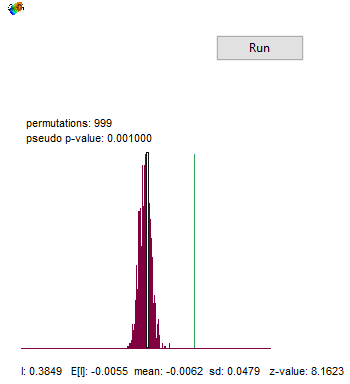 Run
permutations: 999
pseudo p-value: 0.001000
I: 0.3849 E[I]: -0.0055 mean: -0.0062 sd: 0.0479 z-value: 8.1623